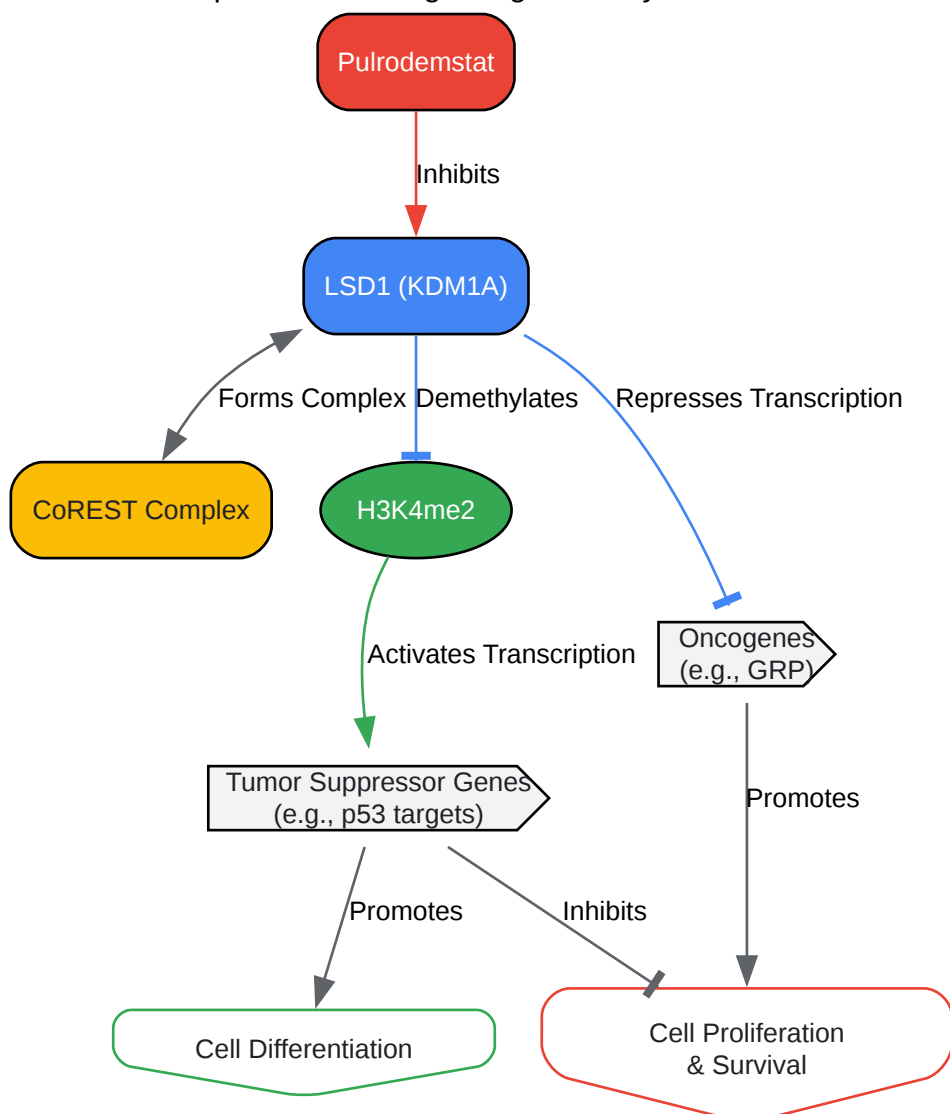 Pulrodemstat
Inhibits
LSD1 (KDM1A)
Forms Complex
Demethylates
Represses Transcription
CoREST Complex
H3K4me2
Activates Transcription
Oncogenes
(e.g., GRP)
Tumor Suppressor Genes
(e.g., p53 targets)
Promotes
Promotes
Inhibits
Cell Differentiation
Cell Proliferation
& Survival